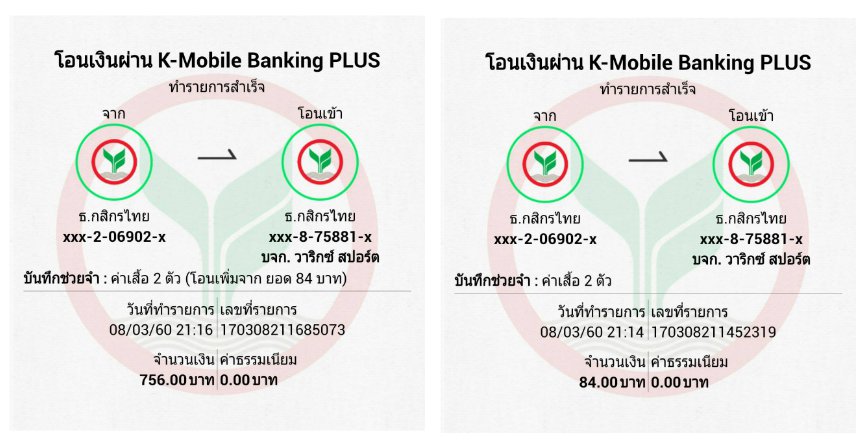 โอนเงินผ่าน K-Mobile Banking PLUS
ทำรายการสำเร็จ
จาก โอนเข้า
ธ.กสิกรไทย ธ.กสิกรไทย
xxx-2-06902-x xxx-8-75881-x
บจก. วาริกซ์ สปอร์ต
บันทึกช่วยจำ : ค่าเสื้อ 2 ตัว (โอนเพิ่มจาก ยอด 84 บาท)
วันที่ทำรายการ เลขที่รายการ
08/03/60 21:16 170308211685073
จำนวนเงิน ค่าธรรมเนียม
756.00 บาท 0.00 บาท
โอนเงินผ่าน K-Mobile Banking PLUS
ทำรายการสำเร็จ
จาก โอนเข้า
ธ.กสิกรไทย ธ.กสิกรไทย
xxx-2-06902-x xxx-8-75881-x
บจก. วาริกซ์ สปอร์ต
บันทึกช่วยจำ : ค่าเสื้อ 2 ตัว
วันที่ทำรายการ เลขที่รายการ
08/03/60 21:14 170308211452319
จำนวนเงิน ค่าธรรมเนียม
84.00 บาท 0.00 บาท